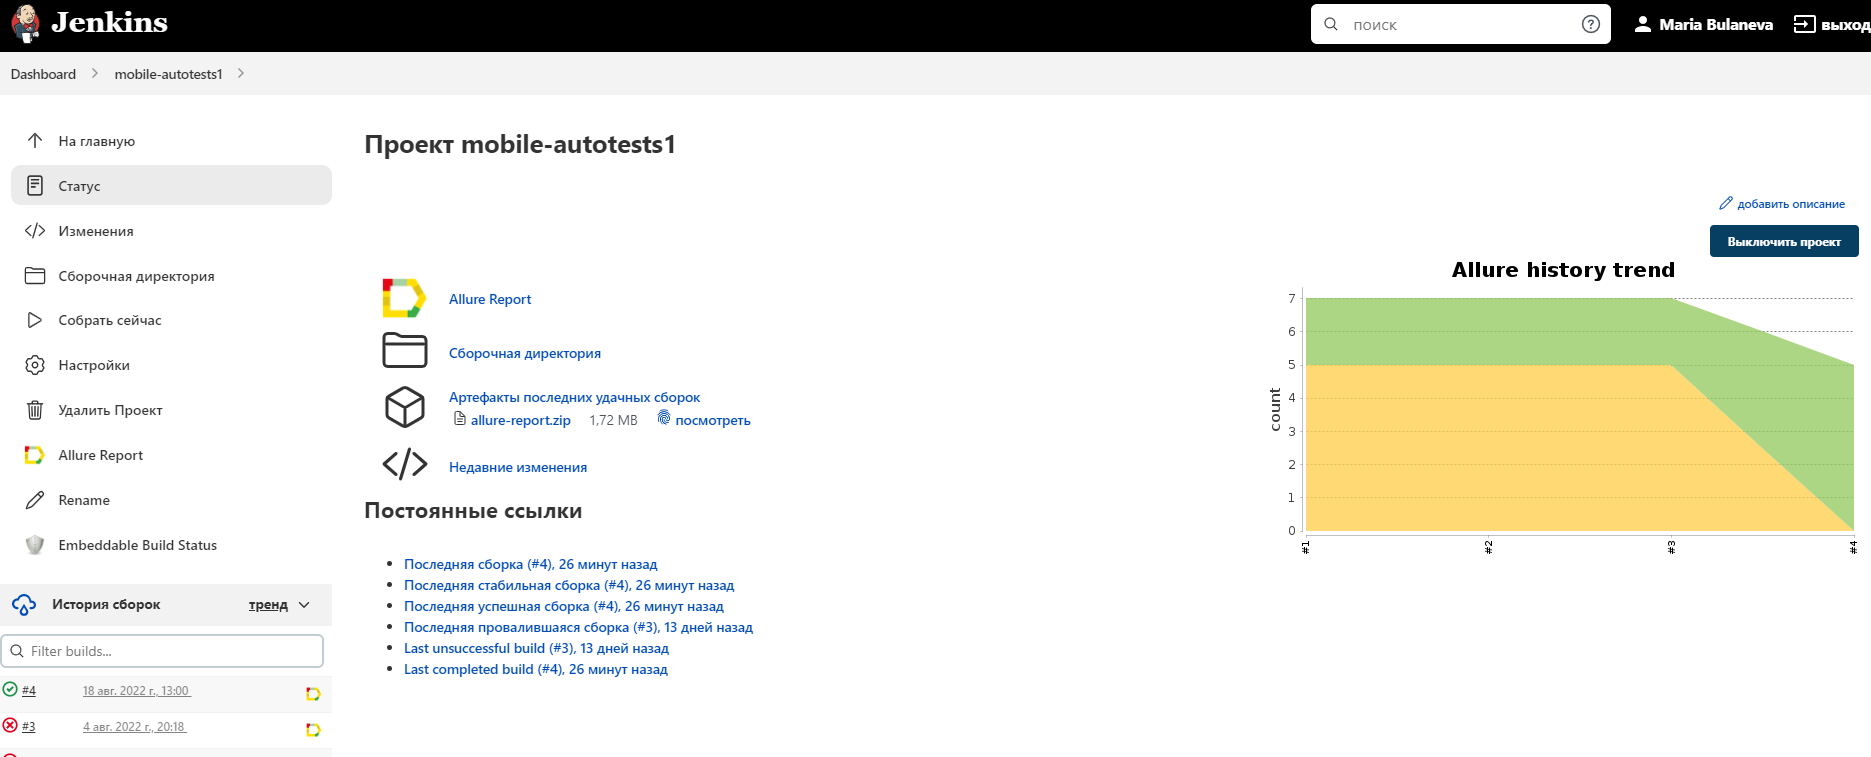 Jenkins
поиск
Maria Bulaneva
выход
Dashboard
mobile-autotests1
На главную
Статус
Изменения
Сборочная директория
Собрать сейчас
Настройки
Удалить Проект
Allure Report
Rename
Embeddable Build Status
История сборок
тренд
Filter builds...
#4
18 авг. 2022 г., 13:00
#3
4 авг. 2022 г., 20:18
Проект mobile-autotests1
добавить описание
Выключить проект
Allure Report
Сборочная директория
Артефакты последних удачных сборок
allure-report.zip 1,72 MB посмотреть
Недавние изменения
Постоянные ссылки
Последняя сборка (#4), 26 минут назад
Последняя стабильная сборка (#4), 26 минут назад
Последняя успешная сборка (#4), 26 минут назад
Последняя провалившаяся сборка (#3), 13 дней назад
Last unsuccessful build (#3), 13 дней назад
Last completed build (#4), 26 минут назад
Allure history trend
count
7
6
5
4
3
2
1
0
#1
#2
#3
#4